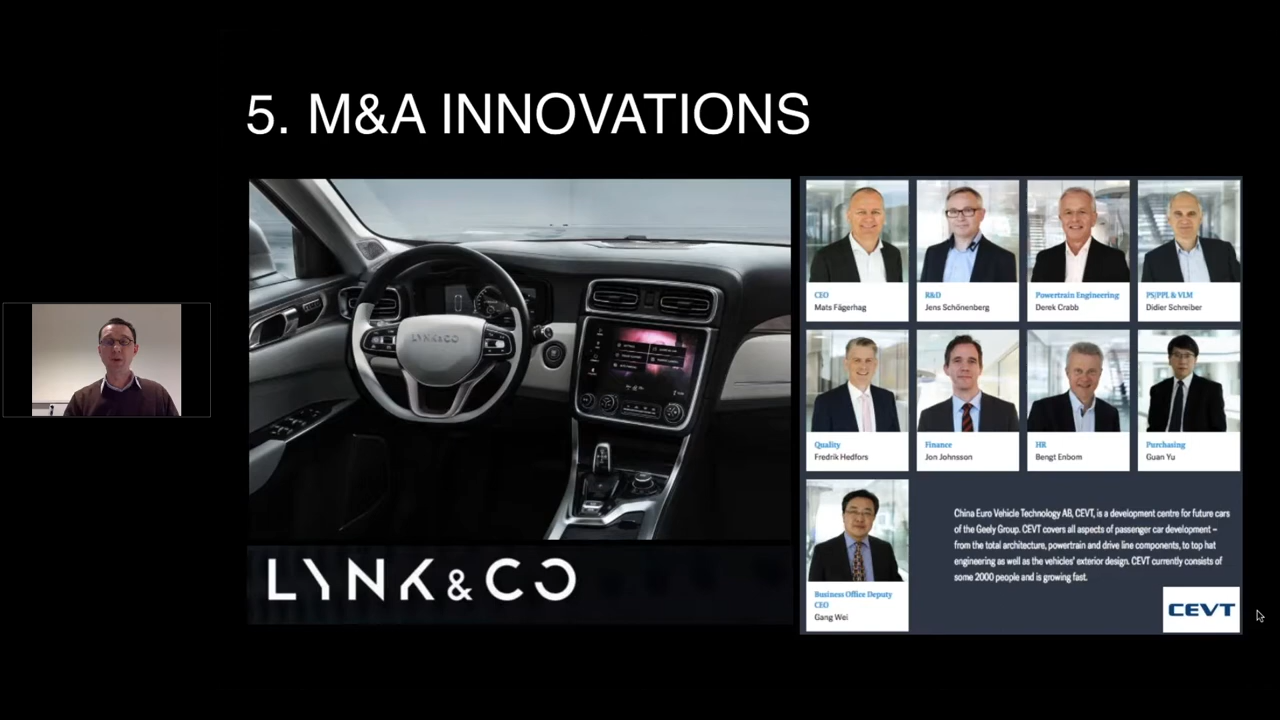 5. M&A INNOVATIONS
LYNK&CO
LYNK & CO
CEO
Mats Fägerhag
R&D
Jens Schönenberg
Powertrain Engineering
Derek Crabb
PS/PPL & VLM
Didier Schreiber
Quality
Fredrik Hedfors
Finance
Jon Johnsson
HR
Bengt Enbom
Purchasing
Guan Yu
Business Office Deputy
CEO
Gang Wei
China Euro Vehicle Technology AB, CEVT, is a development centre for future cars
of the Geely Group. CEVT covers all aspects of passenger car development –
from the total architecture, powertrain and drive line components, to top hat
engineering as well as the vehicles' exterior design. CEVT currently consists of
some 2000 people and is growing fast.
CEVT